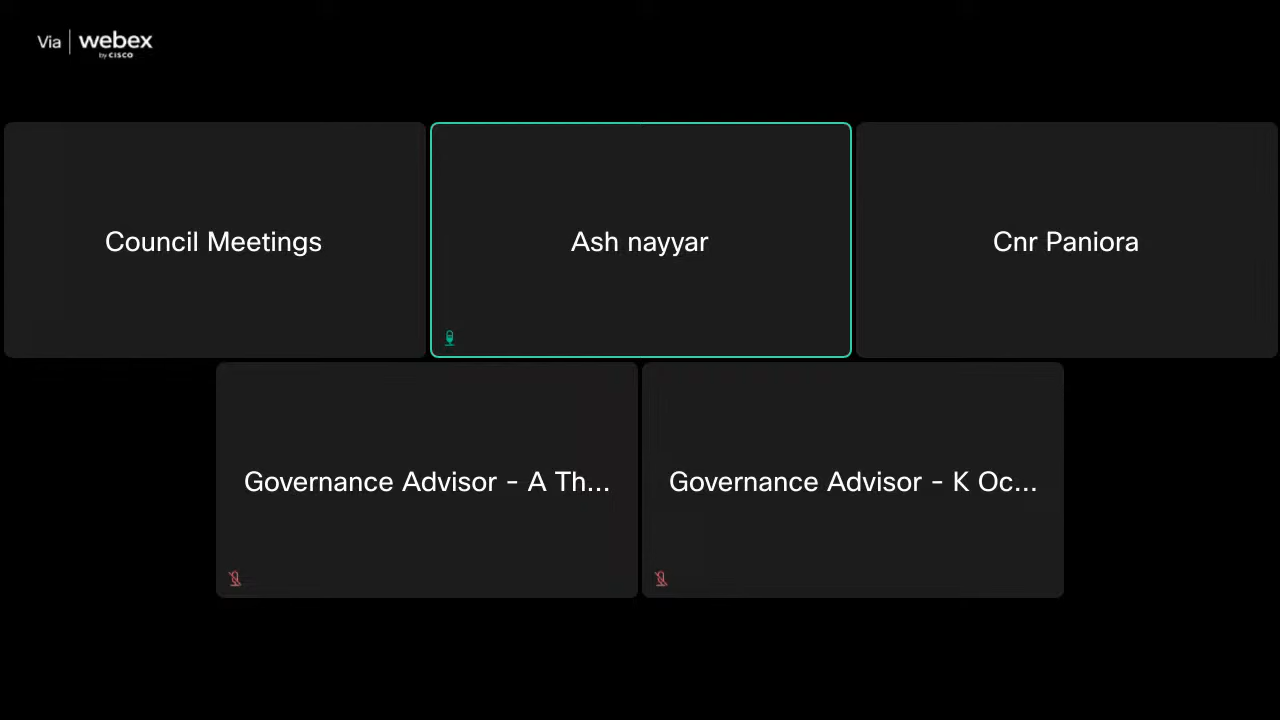 Via webex
by CISCO
Council Meetings
Ash nayyar
Cnr Paniora
Governance Advisor - A Th...
Governance Advisor - K Oc...